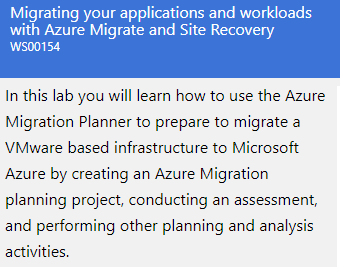 Migrating your applications and workloads
with Azure Migrate and Site Recovery
WS00154
In this lab you will learn how to use the Azure
Migration Planner to prepare to migrate a
VMware based infrastructure to Microsoft
Azure by creating an Azure Migration
planning project, conducting an assessment,
and performing other planning and analysis
activities.